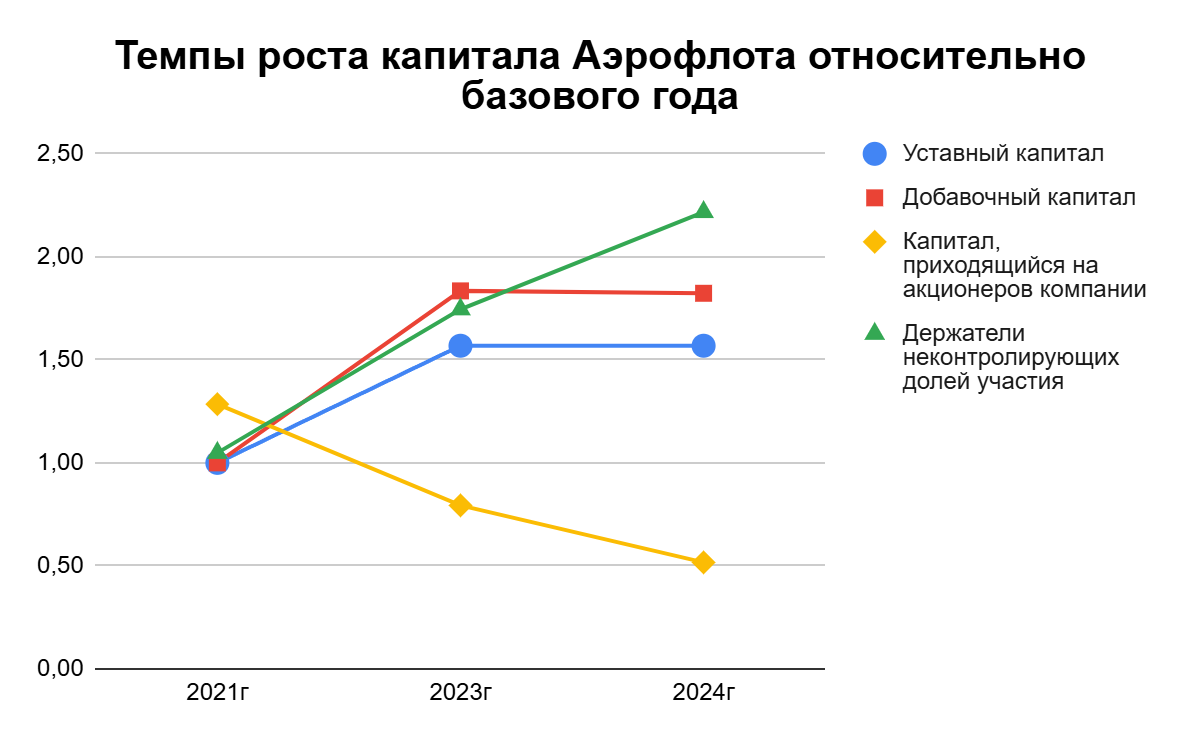 Темпы роста капитала Аэрофлота относительно
базового года
2,50
2,00
1,50
1,00
0,50
0,00
2021г
2023г
2024г
Уставный капитал
Добавочный капитал
Капитал,
приходящийся на
акционеров компании
Держатели
неконтролирующих
долей участия